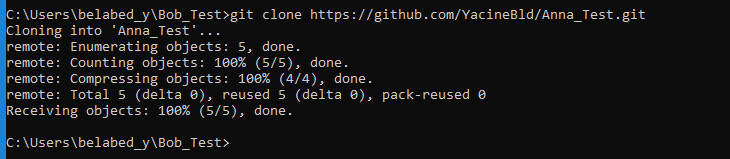 C:\Users\belabed_y\Bob_Test>git clone https://github.com/YacineBld/Anna_Test.git
Cloning into 'Anna_Test'...
remote: Enumerating objects: 5, done.
remote: Counting objects: 100% (5/5), done.
remote: Compressing objects: 100% (4/4), done.
remote: Total 5 (delta 0), reused 5 (delta 0), pack-reused 0
Receiving objects: 100% (5/5), done.
C:\Users\belabed_y\Bob_Test>